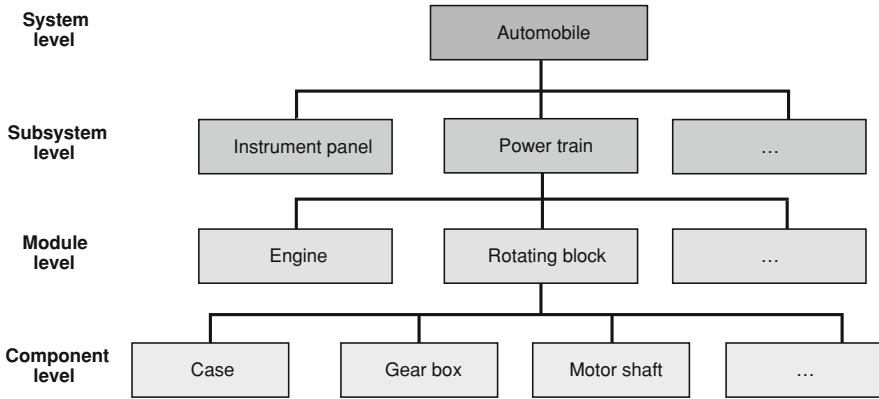 System
level
Automobile
Subsystem
level
Instrument panel
Power train
...
Module
level
Engine
Rotating block
...
Component
level
Case
Gear box
Motor shaft
...